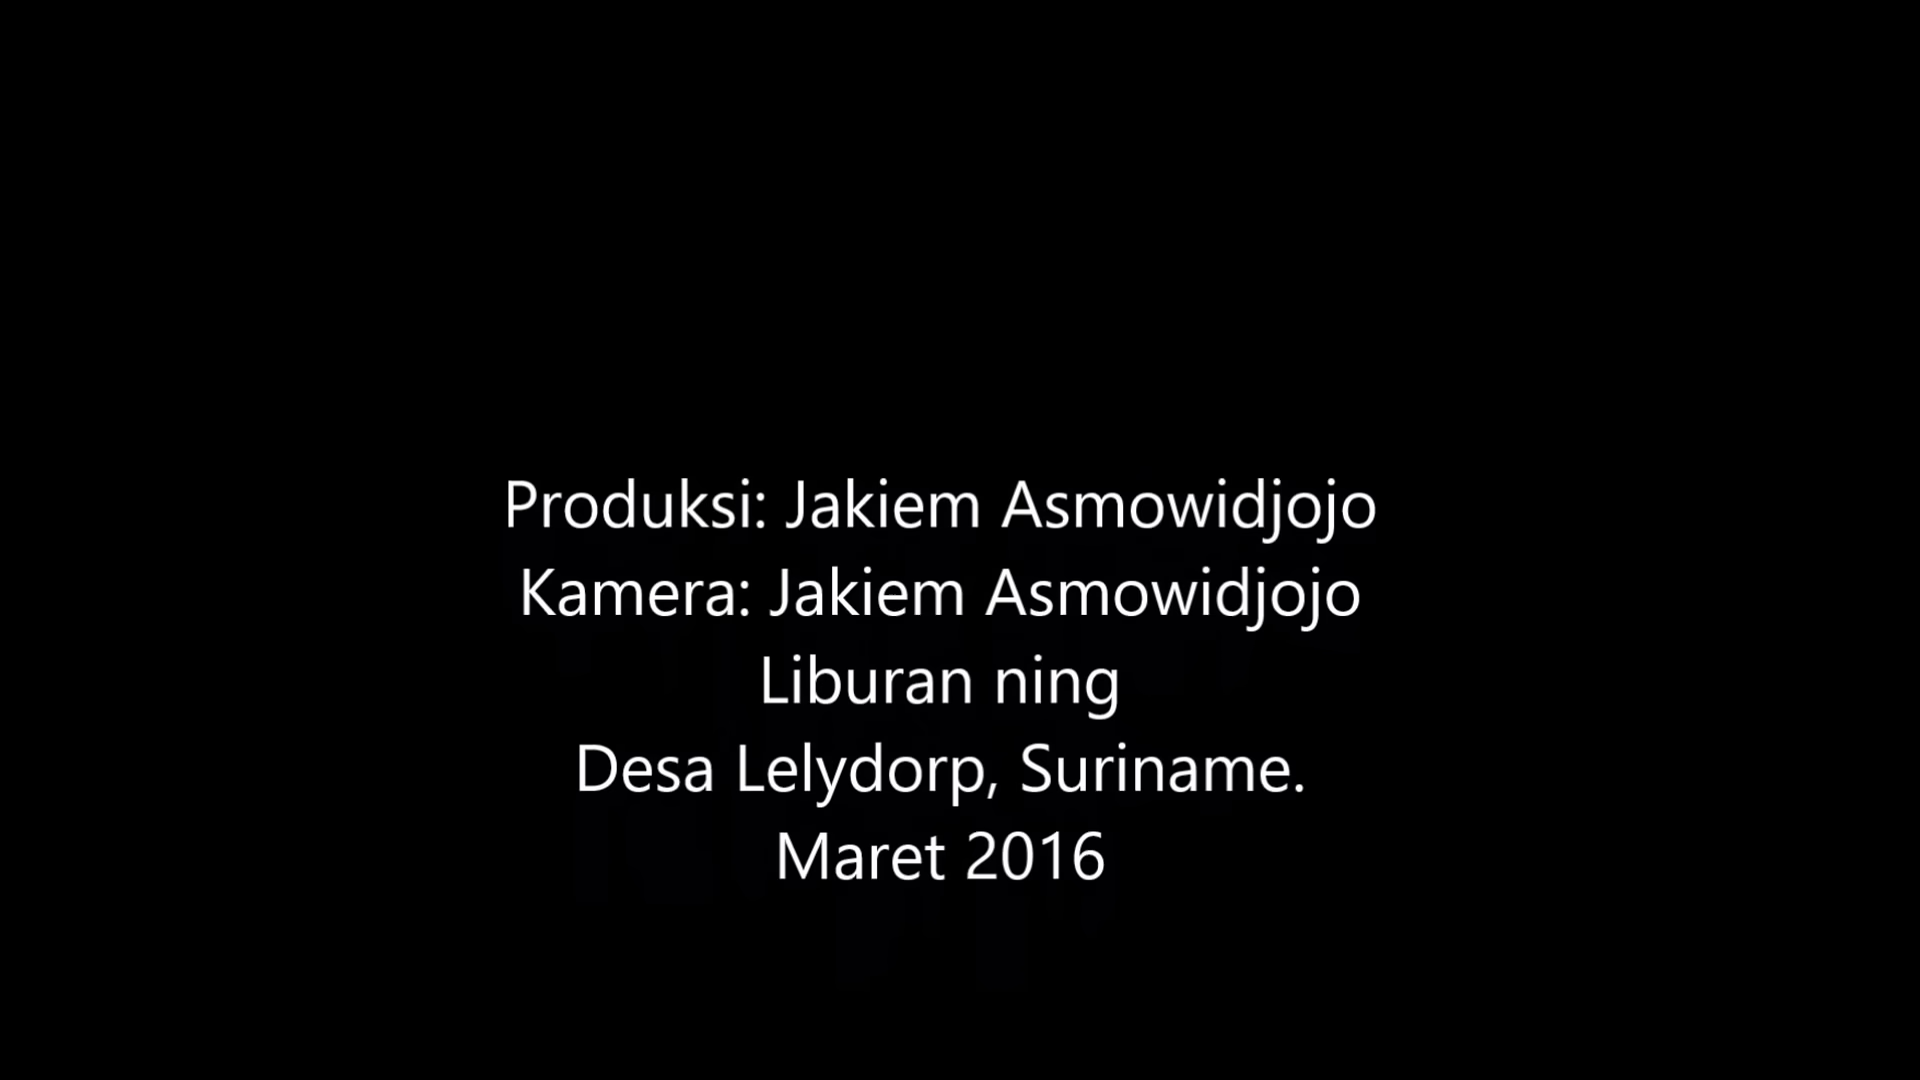 Produksi: Jakiem Asmowidjojo
Kamera: Jakiem Asmowidjojo
Liburan ning
Desa Lelydorp, Suriname.
Maret 2016